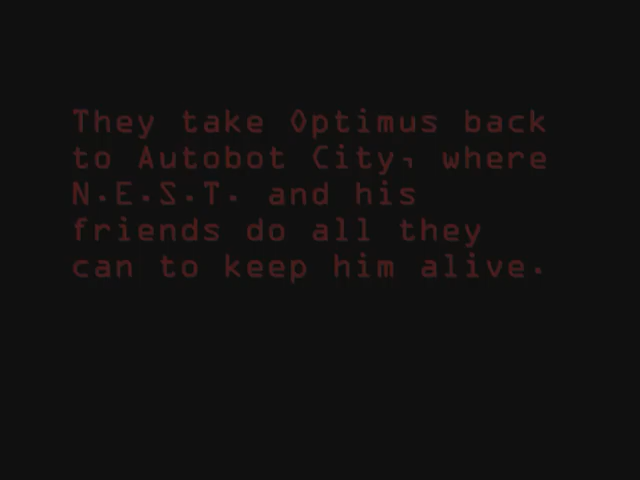 They take Optimus back
to Autobot City, where
N.E.S.T. and his
friends do all they
can to keep him alive.